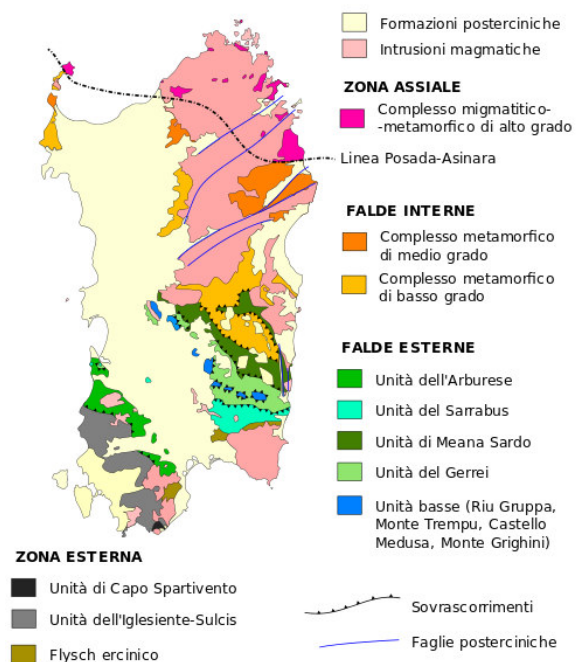 Formazioni posterciniche
Intrusioni magmatiche
ZONA ASSIALE
Complesso migmatitico-
-metamorfico di alto grado
Linea Posada-Asinara
FALDE INTERNE
Complesso metamorfico
di medio grado
Complesso metamorfico
di basso grado
FALDE ESTERNE
Unità dell'Arburese
Unità del Sarrabus
Unità di Meana Sardo
Unità del Gerrei
Unità basse (Riu Gruppa,
Monte Trempu, Castello
Medusa, Monte Grighini)
ZONA ESTERNA
Unità di Capo Spartivento
Unità dell'Iglesiente-Sulcis
Flysch ercinico
Sovrascorrimenti
Faglie posterciniche